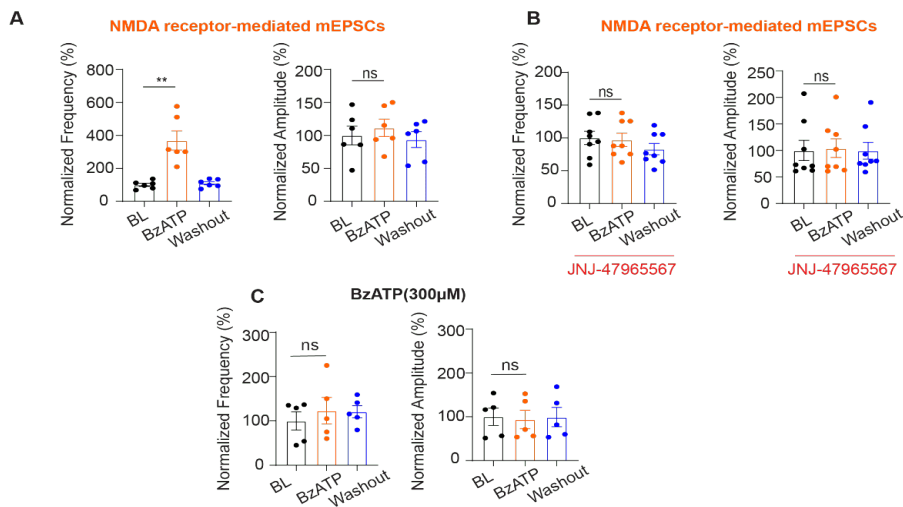 A
NMDA receptor-mediated mEPSCs
Normalized Frequency (%)
800
600
400
200
0
**
BL
BzATP
Washout
Normalized Amplitude (%)
200
150
100
50
0
ns
BL
BzATP
Washout
B
NMDA receptor-mediated mEPSCs
Normalized Frequency (%)
200
150
100
50
0
ns
BL
BzATP
Washout
JNJ-47965567
Normalized Amplitude (%)
250
200
150
100
50
0
ns
BL
BzATP
Washout
JNJ-47965567
C
BzATP(300µM)
Normalized Frequency (%)
300
200
100
0
ns
BL
BzATP
Washout
Normalized Amplitude (%)
300
200
100
0
ns
BL
BzATP
Washout